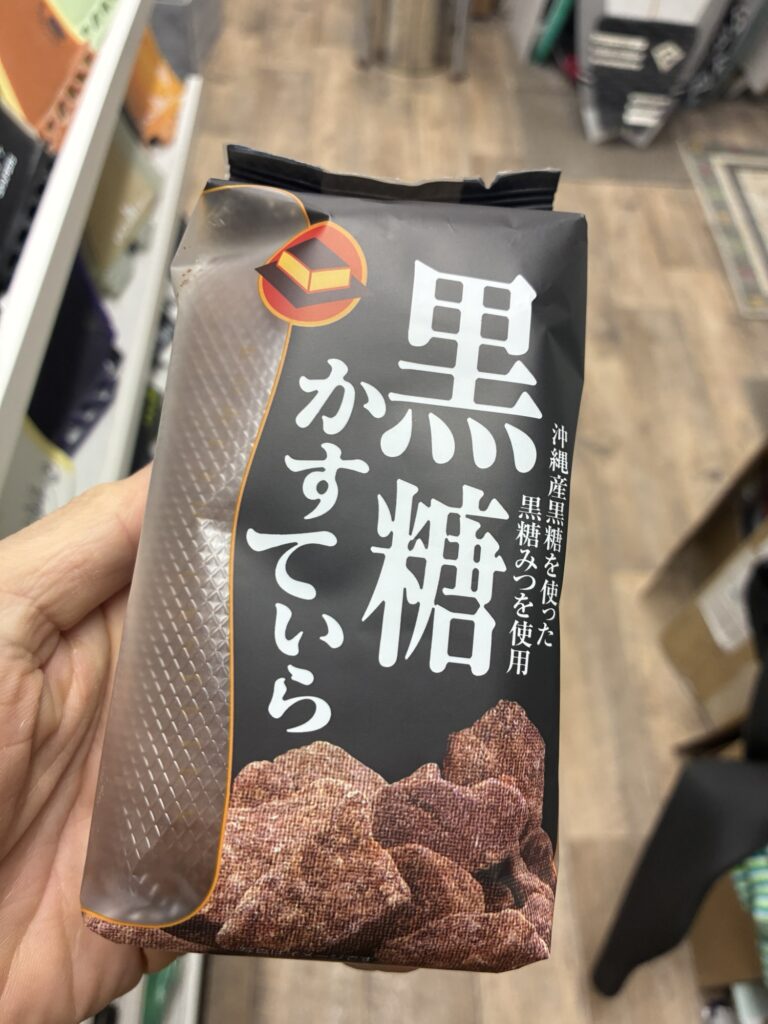 黒糖
かすていら
沖縄産黒糖を使った
黒糖みつを使用